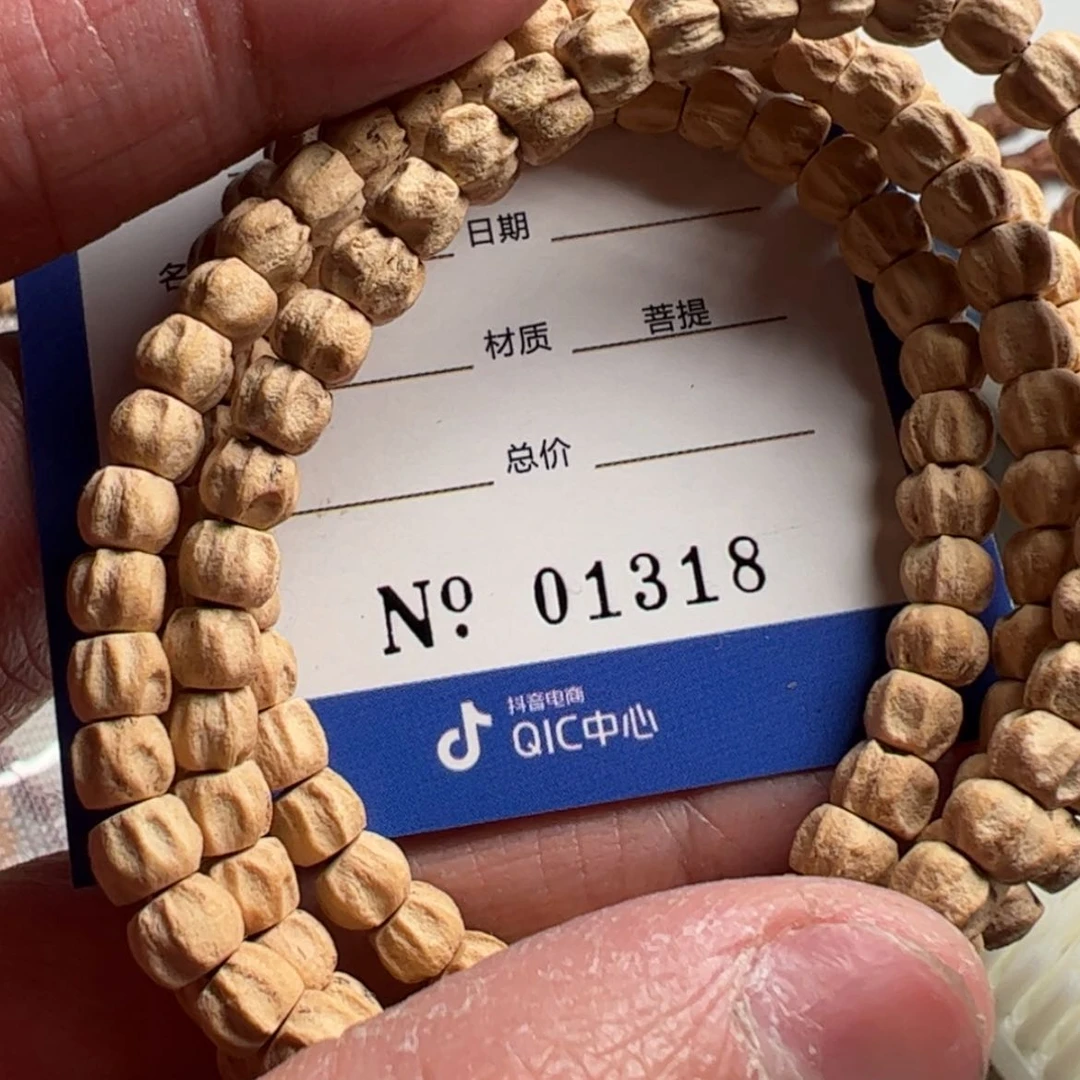 名
日期
材质 菩提
总价
Nº 01318
抖音电商
QIC中心